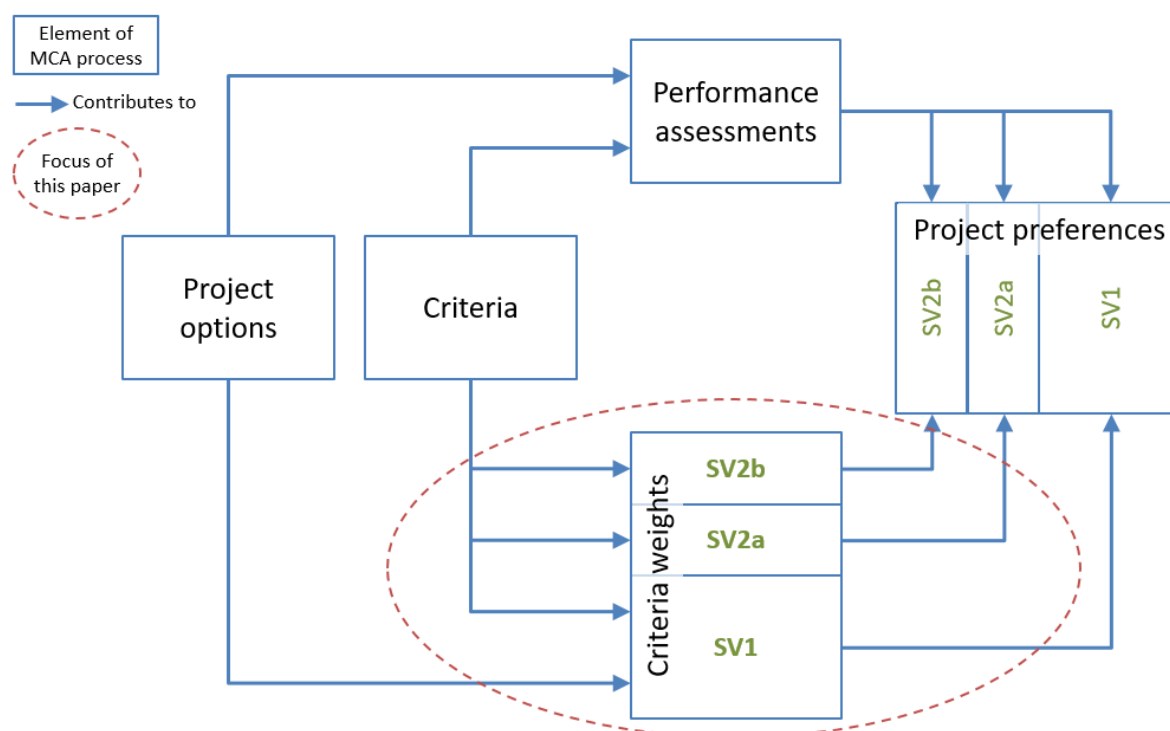 Element of
MCA process
Contributes to
Focus of
this paper
Performance
assessments
Project preferences
SV2b
SV2a
SV1
Project
options
Criteria
Criteria weights
SV2b
SV2a
SV1